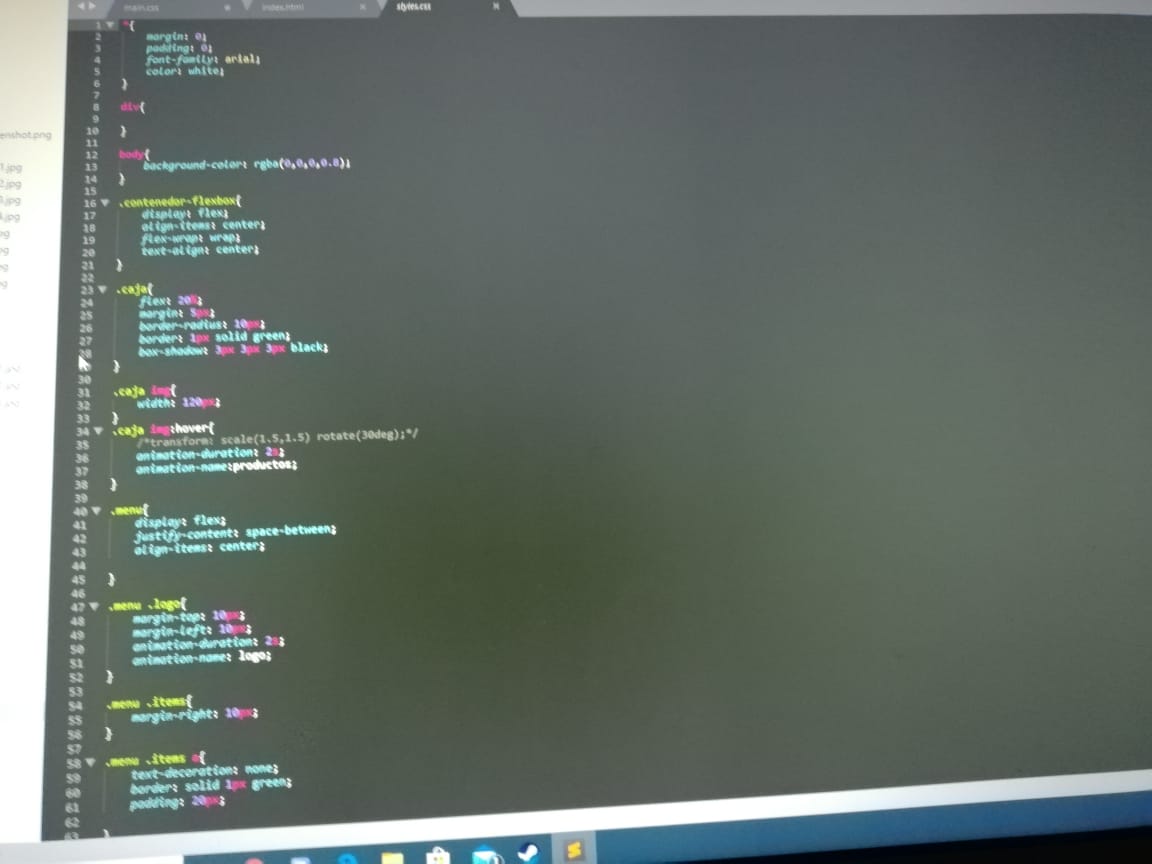 main.css index.html styles.css
enshot.png
1.jpg
2.jpg
.jpg
.jpg
1 *{
2 margin: 0;
3 padding: 0;
4 font-family: arial;
5 color: white;
6 }
7
8 div{
9
10 }
11
12 body{
13 background-color: rgba(0,0,0,0.8);
14 }
15
16 .contenedor-flexbox{
17 display: flex;
18 align-items: center;
19 flex-wrap: wrap;
20 text-align: center;
21 }
22
23 .caja{
24 flex: 20%;
25 margin: 5px;
26 border-radius: 10px;
27 border: 1px solid green;
28 box-shadow: 3px 3px 3px black;
}
30
31 .caja img{
32 width: 120px;
33 }
34 .caja img:hover{
35 /*transform: scale(1.5,1.5) rotate(30deg);*/
36 animation-duration: 2s;
37 animation-name:productos;
38 }
39
40 .menu{
41 display: flex;
42 justify-content: space-between;
43 align-items: center;
44
45 }
46
47 .menu .logo{
48 margin-top: 10px;
49 margin-left: 10px;
50 animation-duration: 2s;
51 animation-name: logo;
52 }
53
54 .menu .items{
55 margin-right: 10px;
56 }
57
58 .menu .items a{
59 text-decoration: none;
60 border: solid 1px green;
61 padding: 20px;
62
63 }